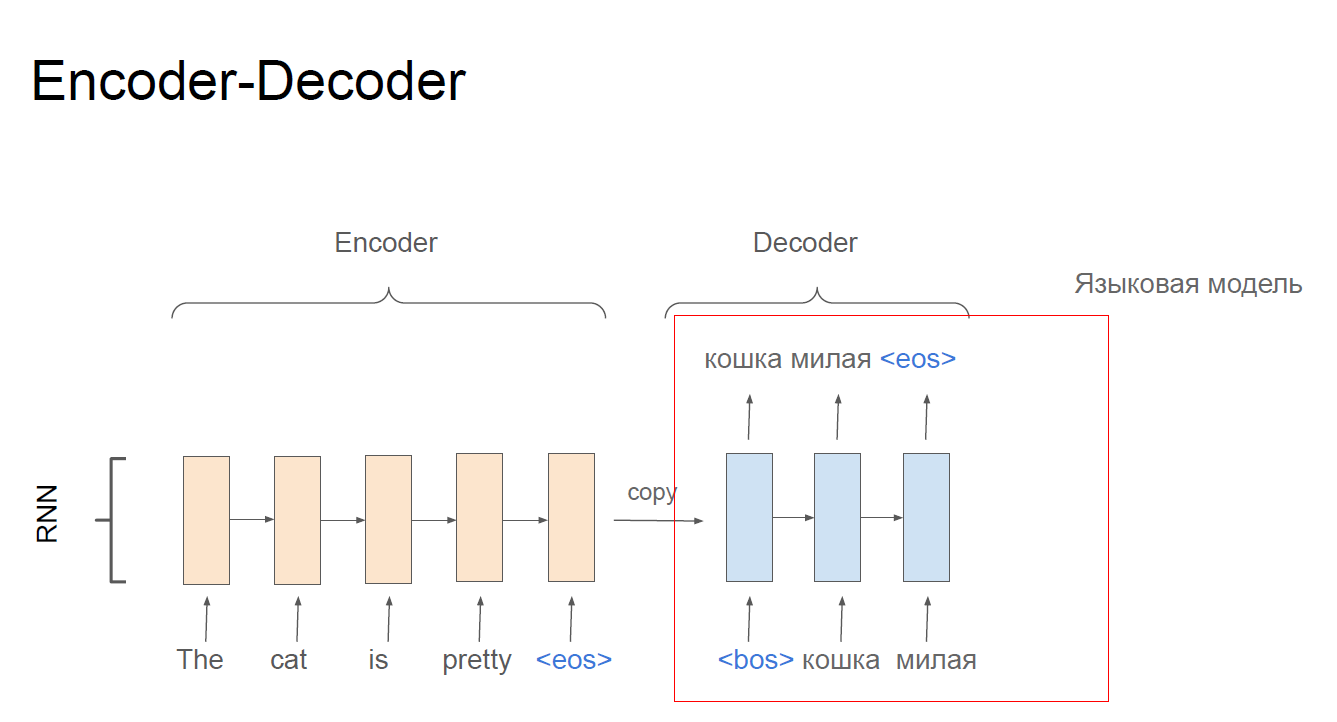 Encoder-Decoder
Encoder
Decoder
Языковая модель
кошка милая <eos>
RNN
copy
The cat is pretty <eos>
<bos> кошка милая